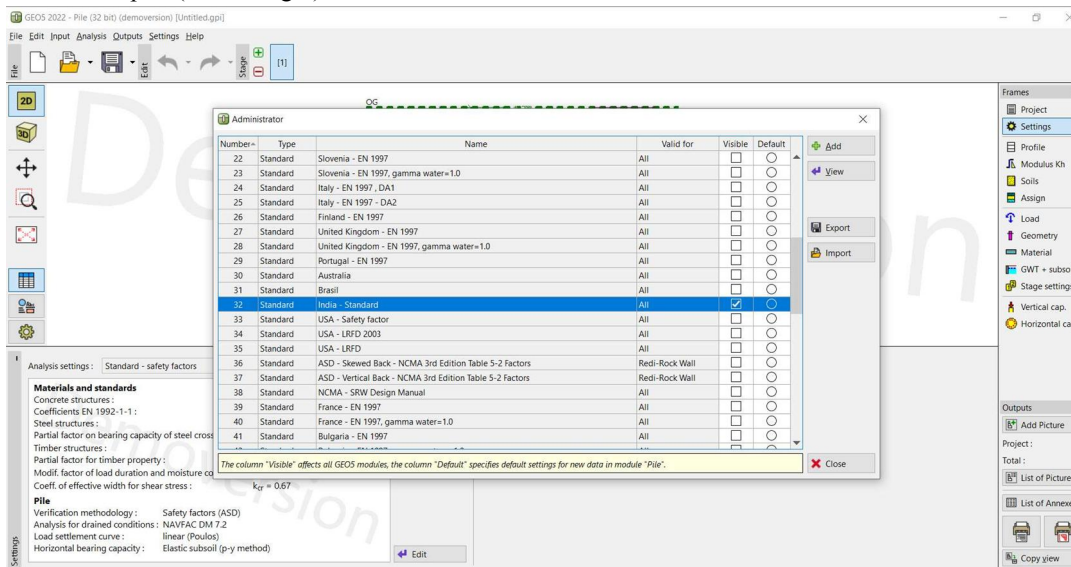 GEO5 2022 - Pile (32 bit) (demoversion) [Untitled.gpi]
File Edit Input Analysis Outputs Settings Help
File
Edit
Stage
[1]
2D
3D
OG
Administrator
Number Type Name Valid for Visible Default
22 Standard Slovenia - EN 1997 All
23 Standard Slovenia - EN 1997, gamma water=1.0 All
24 Standard Italy - EN 1997 , DA1 All
25 Standard Italy - EN 1997 - DA2 All
26 Standard Finland - EN 1997 All
27 Standard United Kingdom - EN 1997 All
28 Standard United Kingdom - EN 1997, gamma water=1.0 All
29 Standard Portugal - EN 1997 All
30 Standard Australia All
31 Standard Brasil All
32 Standard India - Standard All
33 Standard USA - Safety factor All
34 Standard USA - LRFD 2003 All
35 Standard USA - LRFD All
36 Standard ASD - Skewed Back - NCMA 3rd Edition Table 5-2 Factors Redi-Rock Wall
37 Standard ASD - Vertical Back - NCMA 3rd Edition Table 5-2 Factors Redi-Rock Wall
38 Standard NCMA - SRW Design Manual All
39 Standard France - EN 1997 All
40 Standard France - EN 1997, gamma water=1.0 All
41 Standard Bulgaria - EN 1997 All
The column "Visible" affects all GEO5 modules, the column "Default" specifies default settings for new data in module "Pile".
Add
View
Export
Import
Close
Frames
Project
Settings
Profile
Modulus Kh
Soils
Assign
Load
Geometry
Material
GWT + subso
Stage setting
Vertical cap.
Horizontal ca
Outputs
Add Picture
Project :
Total :
List of Picture
List of Annexe
Copy view
Settings
Analysis settings : Standard - safety factors
Materials and standards
Concrete structures :
Coefficients EN 1992-1-1 :
Steel structures :
Partial factor on bearing capacity of steel cross
Timber structures :
Partial factor for timber property :
Modif. factor of load duration and moisture co
Coeff. of effective width for shear stress : kcr = 0.67
Pile
Verification methodology : Safety factors (ASD)
Analysis for drained conditions : NAVFAC DM 7.2
Load settlement curve : linear (Poulos)
Horizontal bearing capacity : Elastic subsoil (p-y method)
Edit